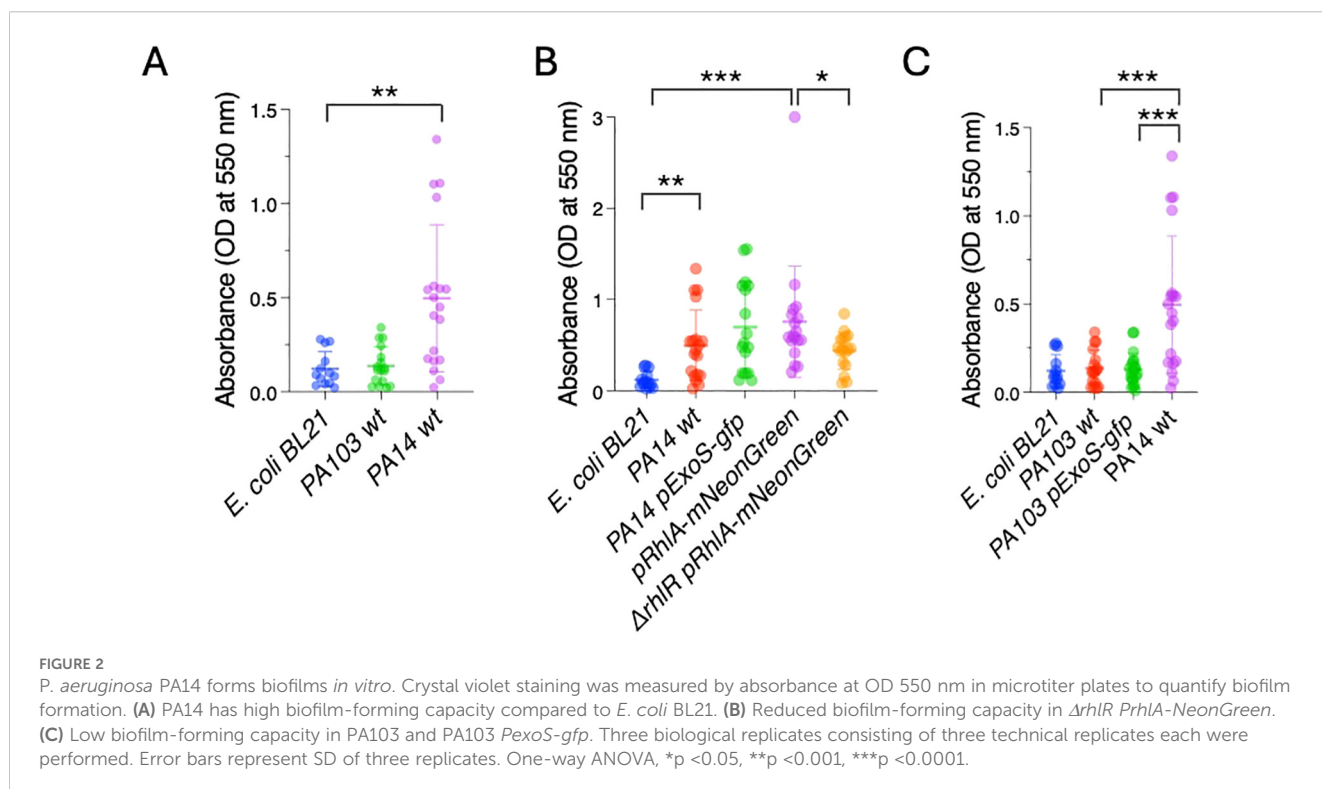 A
B
C
**
1.5
1.0
0.5
0.0
Absorbance (OD at 550 nm)
E. coli BL21
PA103 wt
PA14 wt
***
*
**
3
2
1
0
Absorbance (OD at 550 nm)
E. coli BL21
PA14 wt
PA14 pExoS-gfp
pRhlA-mNeonGreen
ΔrhlR pRhlA-mNeonGreen
***
***
1.5
1.0
0.5
0.0
Absorbance (OD at 550 nm)
E. coli BL21
PA103 wt
PA103 pExoS-gfp
PA14 wt
FIGURE 2
P. aeruginosa PA14 forms biofilms in vitro. Crystal violet staining was measured by absorbance at OD 550 nm in microtiter plates to quantify biofilm
formation. (A) PA14 has high biofilm-forming capacity compared to E. coli BL21. (B) Reduced biofilm-forming capacity in ΔrhlR PrhlA-NeonGreen.
(C) Low biofilm-forming capacity in PA103 and PA103 PexoS-gfp. Three biological replicates consisting of three technical replicates each were
performed. Error bars represent SD of three replicates. One-way ANOVA, *p <0.05, **p <0.001, ***p <0.0001.